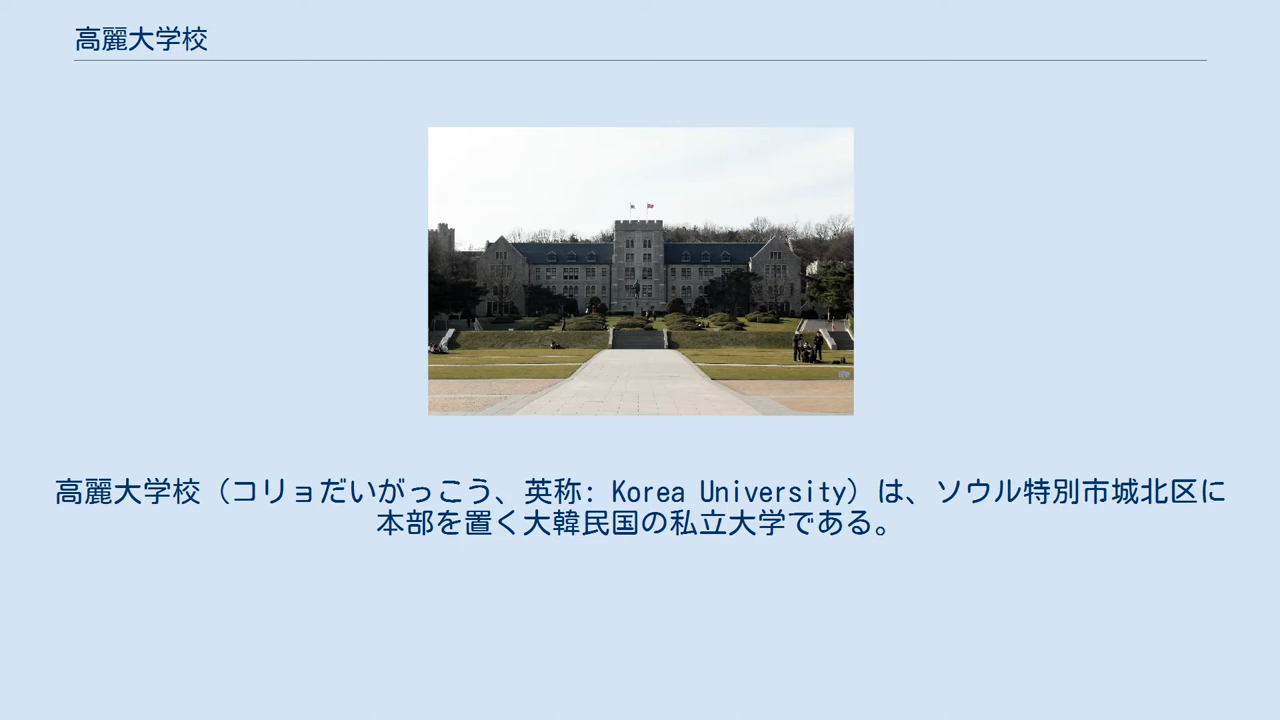 高麗大学校
高麗大学校（コリョだいがっこう、英称: Korea University）は、ソウル特別市城北区に
本部を置く大韓民国の私立大学である。